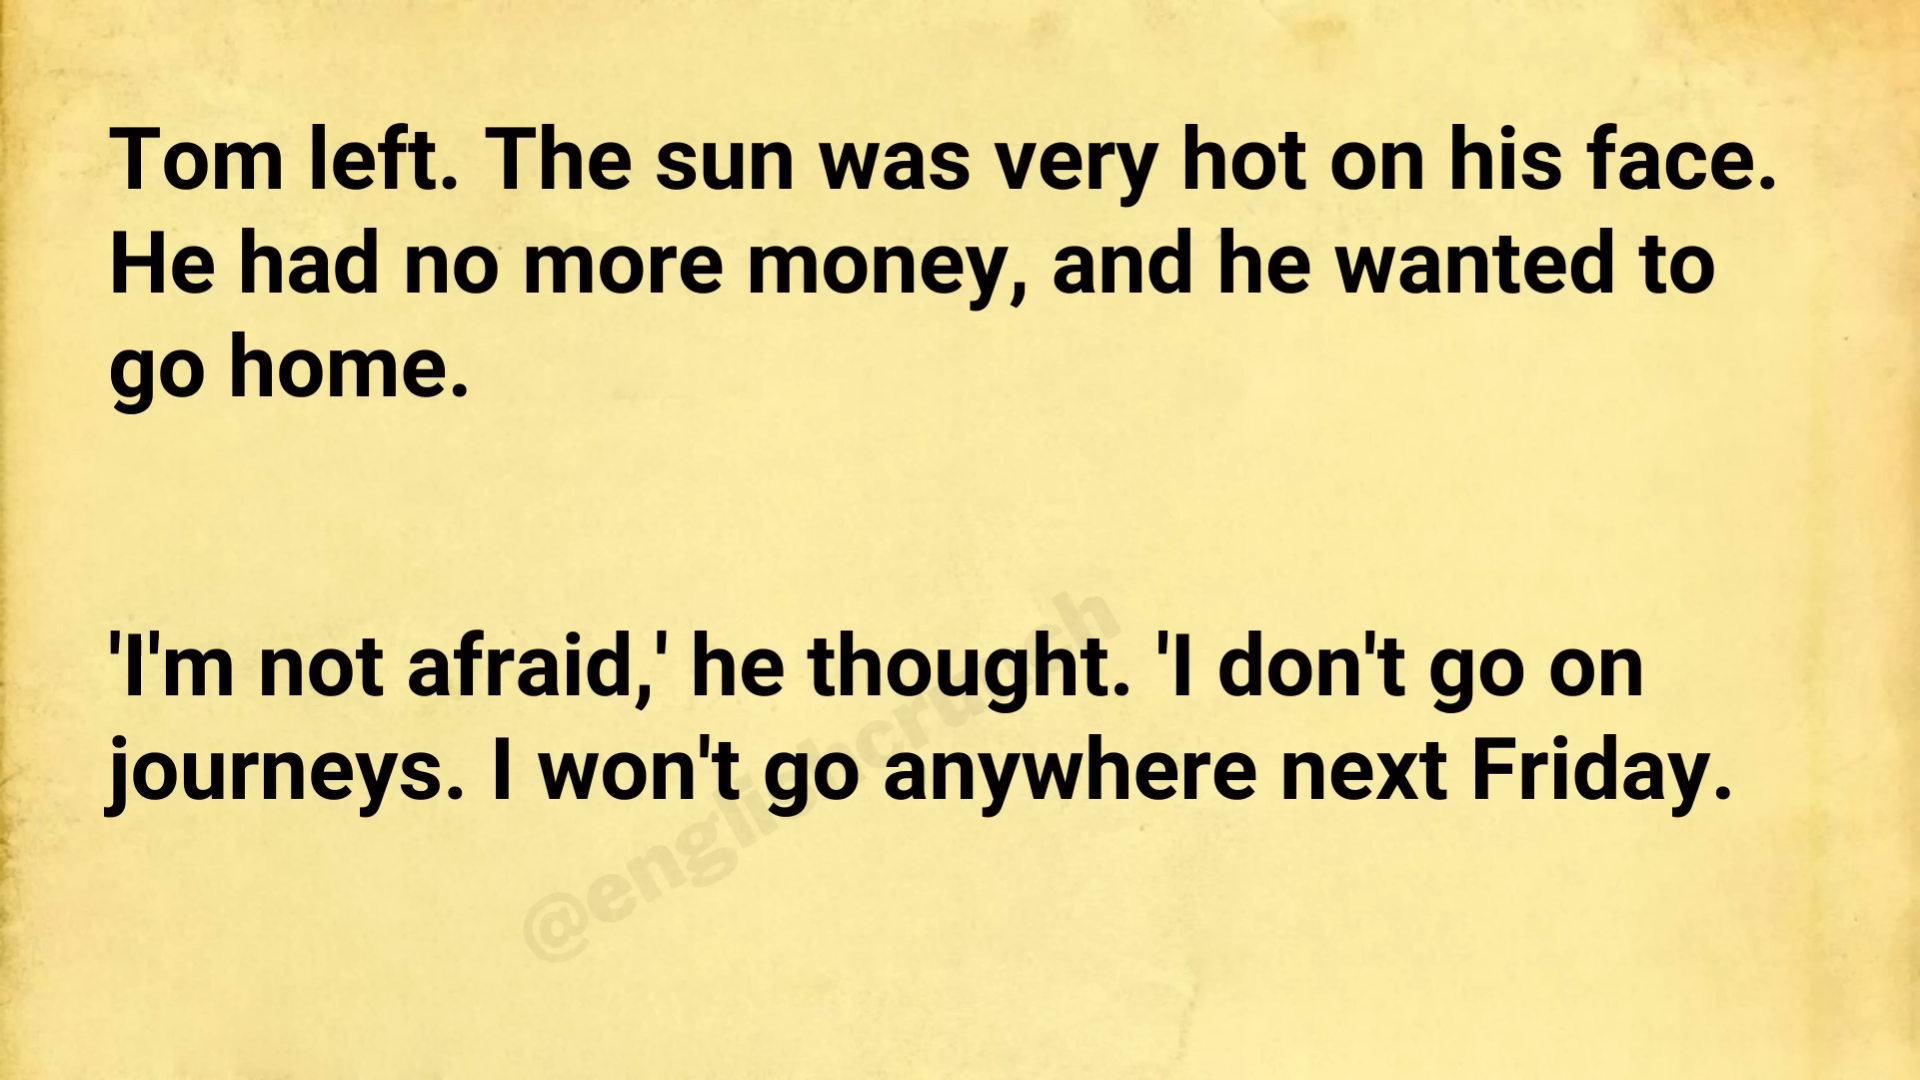 Tom left. The sun was very hot on his face.
He had no more money, and he wanted to
go home.
'I'm not afraid,' he thought. 'I don't go on
journeys. I won't go anywhere next Friday.
@englishcrunch